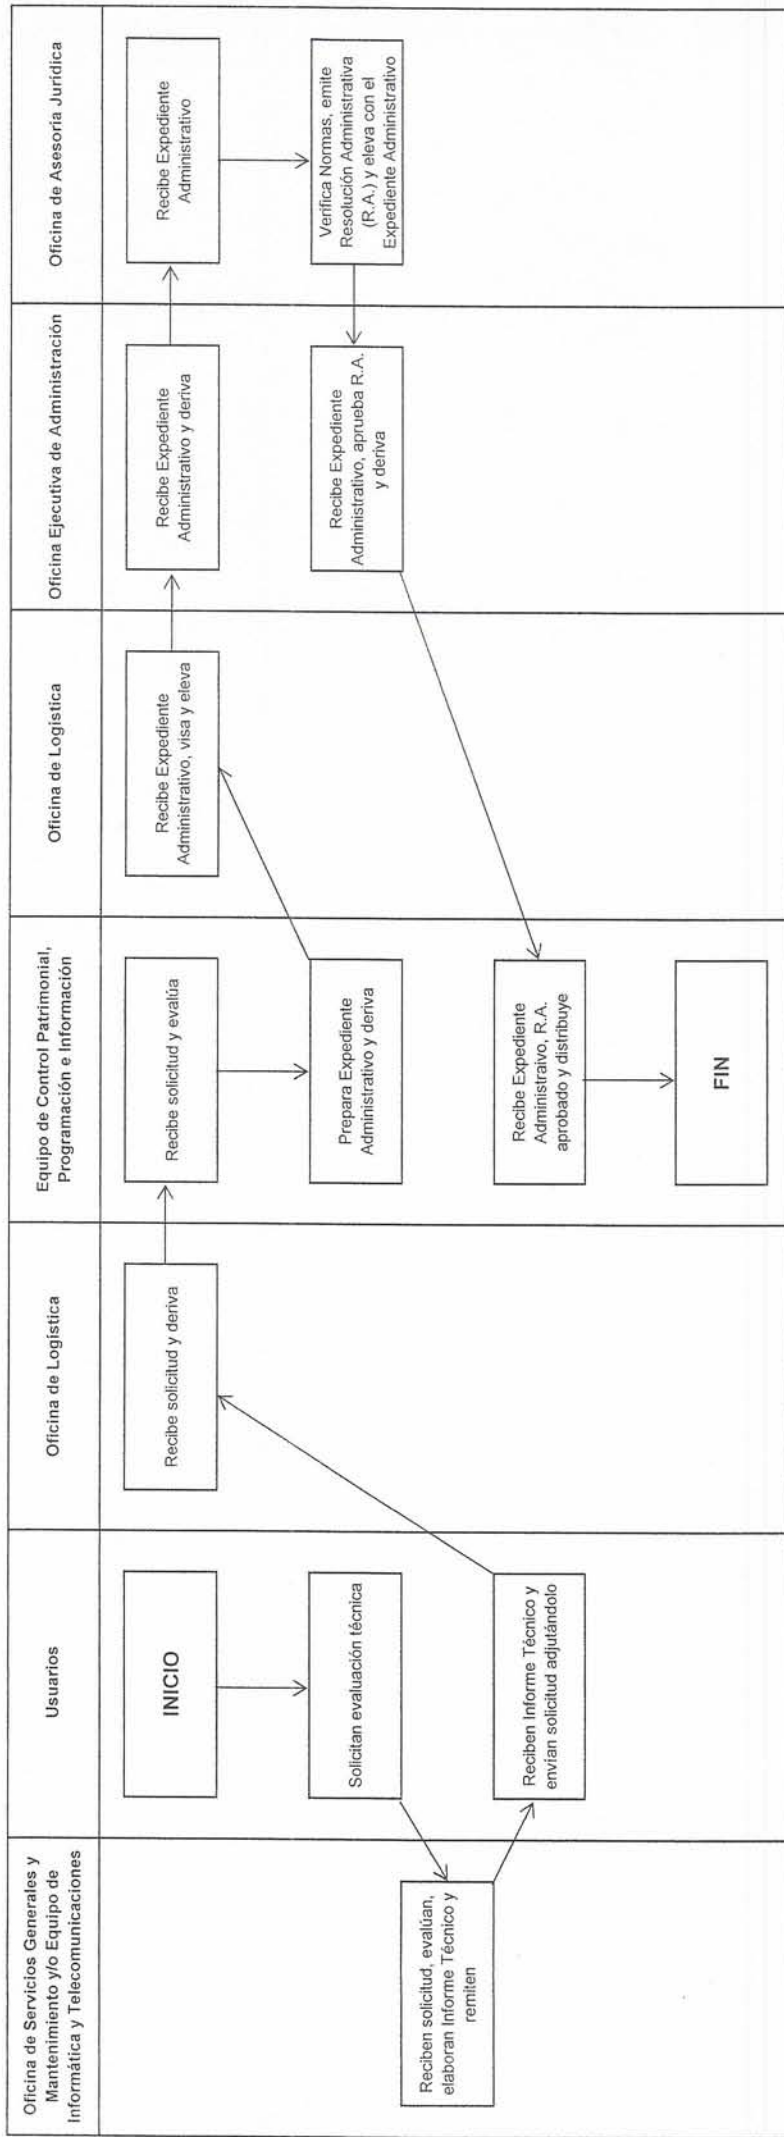 Oficina de Servicios Generales y
Mantenimiento y/o Equipo de
Informática y Telecomunicaciones
Usuarios
Oficina de Logística
Equipo de Control Patrimonial,
Programación e Información
Oficina de Logística
Oficina Ejecutiva de Administración
Oficina de Asesoría Jurídica
INICIO
Solicitan evaluación técnica
Reciben solicitud, evalúan,
elaboran Informe Técnico y
remiten
Reciben Informe Técnico y
envian solicitud adjutándolo
Recibe solicitud y deriva
Recibe solicitud y evalúa
Prepara Expediente
Administrativo y deriva
Recibe Expediente
Administrativo, visa y eleva
Recibe Expediente
Administrativo y deriva
Recibe Expediente
Administrativo
Verifica Normas, emite
Resolución Administrativa
(R.A.) y eleva con el
Expediente Administrativo
Recibe Expediente
Administrativo, aprueba R.A.
y deriva
Recibe Expediente
Administraivo, R.A.
aprobado y distribuye
FIN